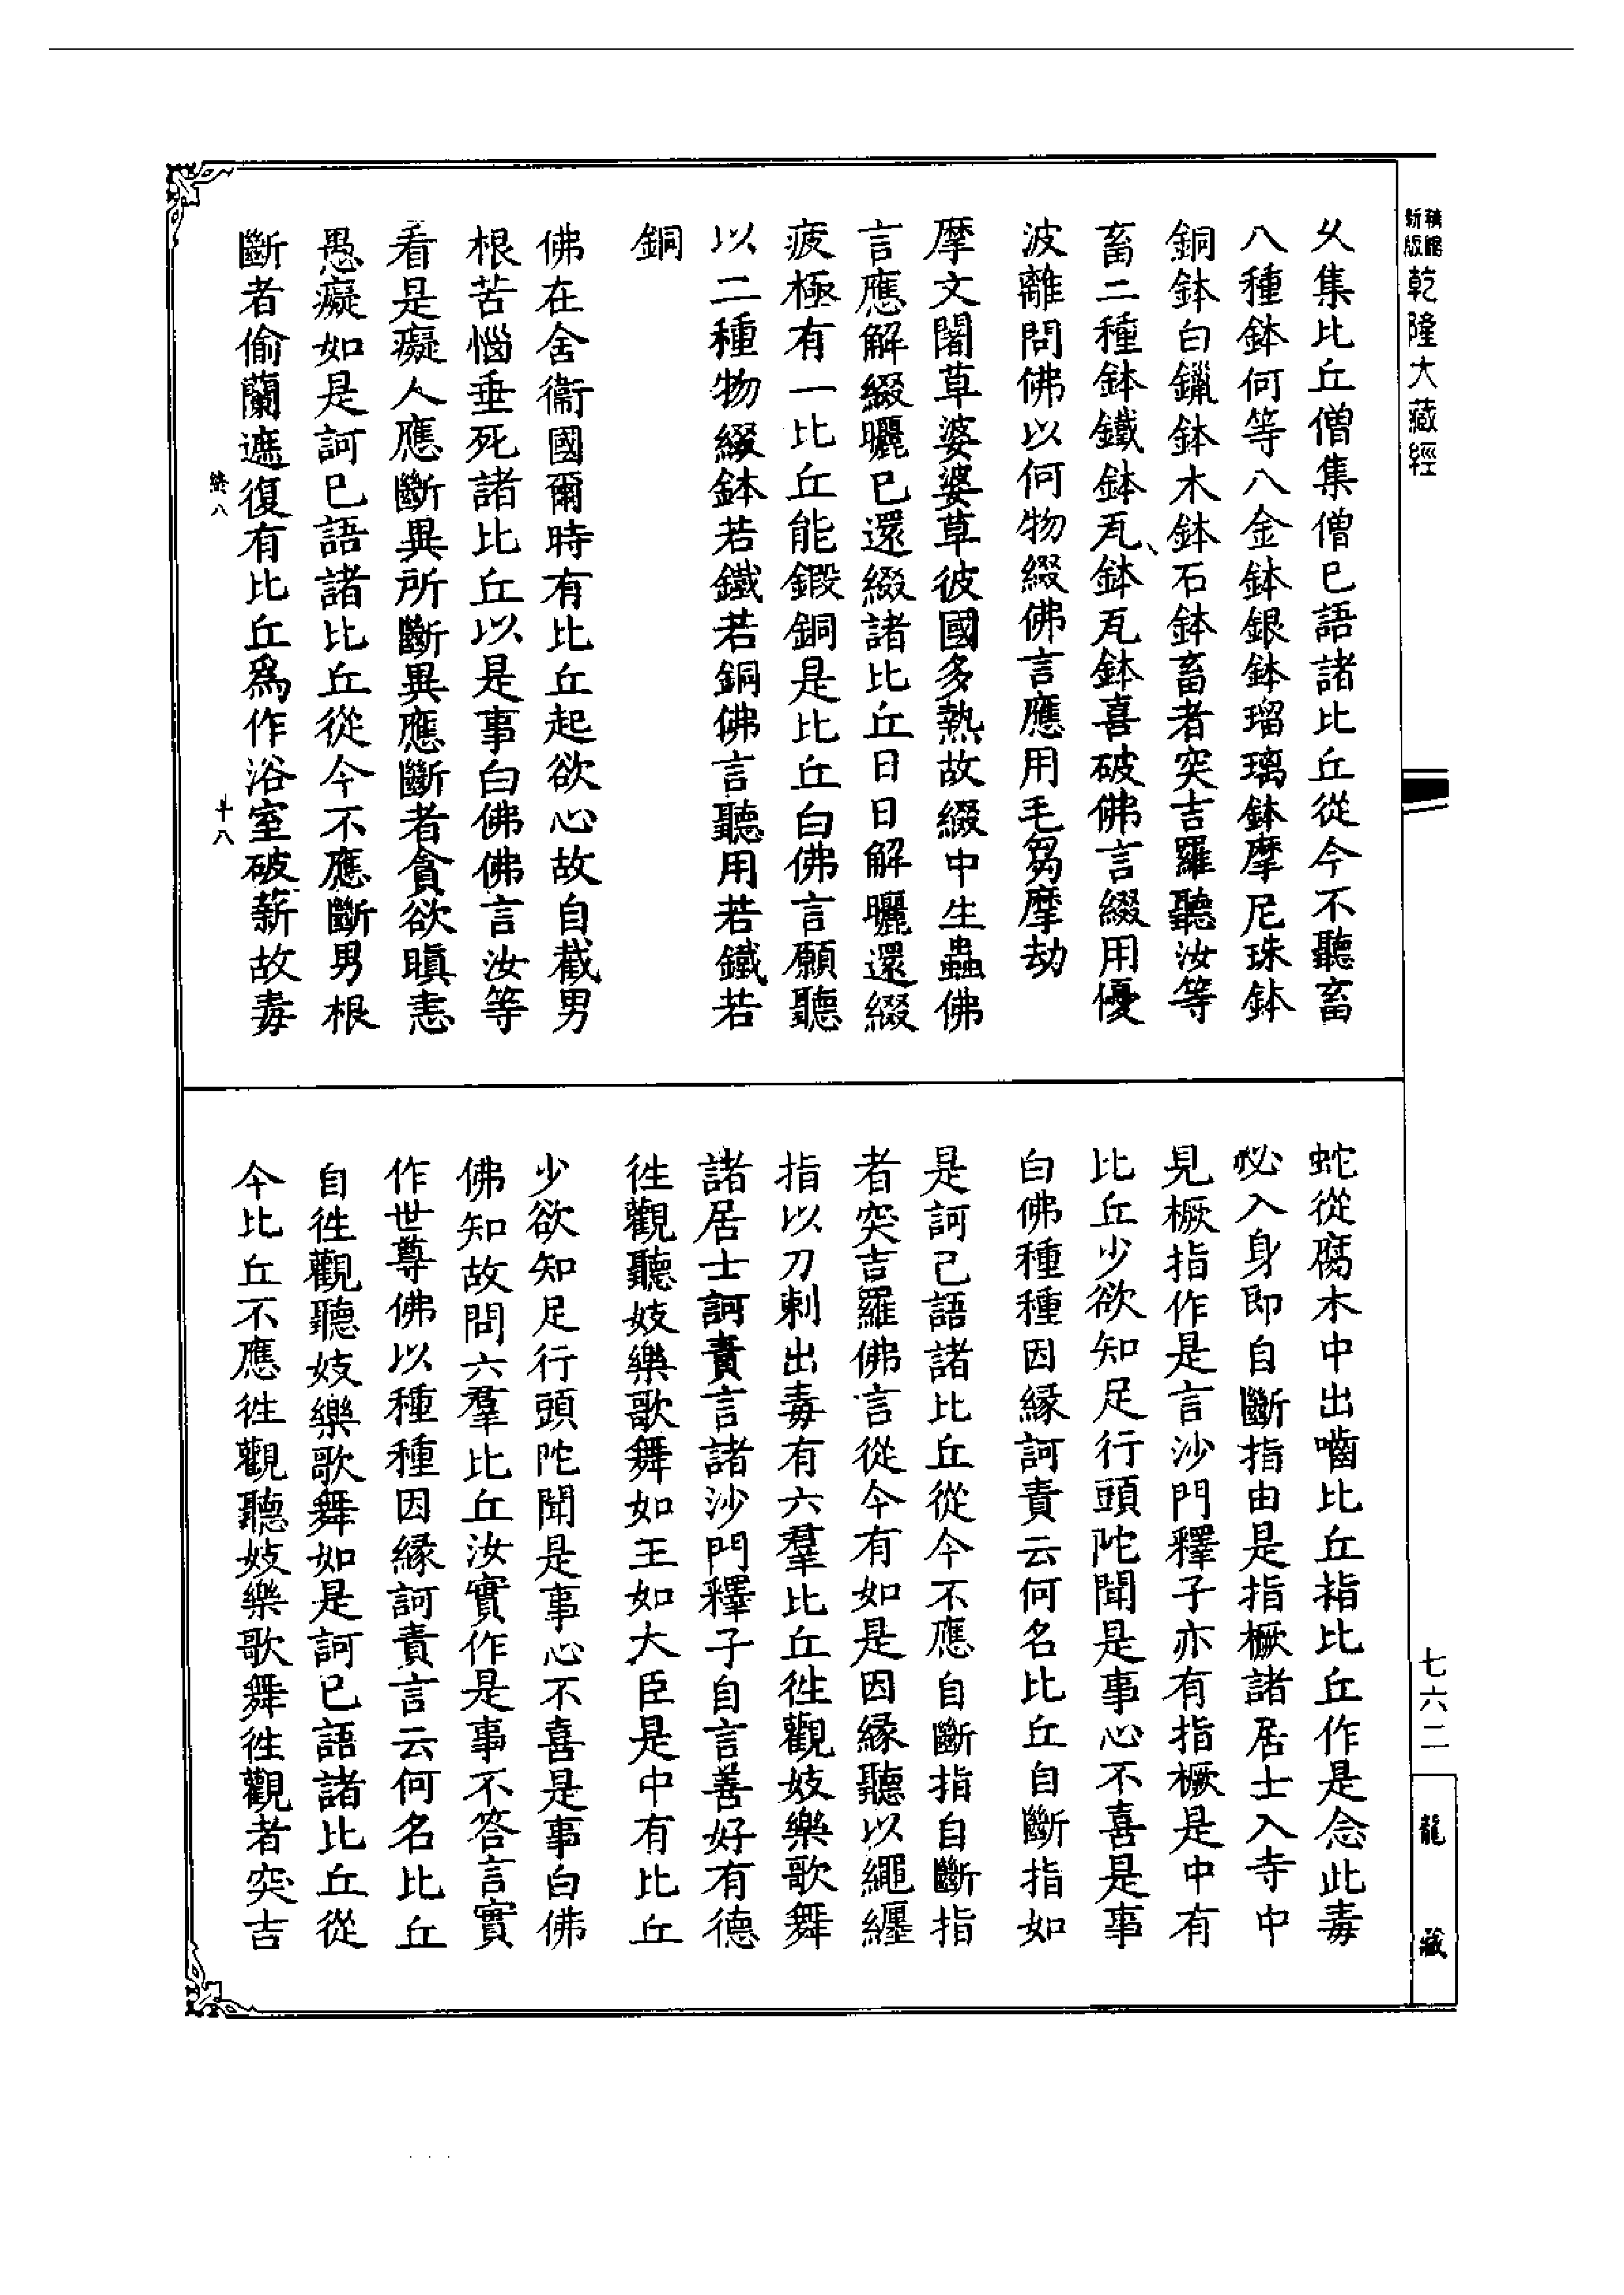 新版
乾隆大藏經
夂集比丘僧集僧已語諸比丘從今不聽畜
八種鉢何等八金鉢銀鉢瑠璃鉢摩尼珠鉢
銅鉢白鑞鉢木鉢石鉢畜者突吉羅聽汝等
畜二種鉢鐵鉢瓦鉢瓦鉢喜破佛言綴用優
波離問佛以何物綴佛言應用毛芻摩劫
摩文闍草婆婆草彼國多熱故綴中生蟲佛
言應解綴曬已還綴諸比丘日日解曬還綴
疲極有一比丘能鍛銅是比丘白佛言願聽
以二種物綴鉢若鐵若銅佛言聽用若鐵若
銅
佛在舍衞國爾時有比丘起欲心故自截男
根苦惱垂死諸比丘以是事白佛佛言汝等
看是癡人應斷異所斷異應斷者貪欲瞋恚
愚癡如是訶已語諸比丘從今不應斷男根
斷者偷蘭遮復有比丘爲作浴室破薪故毒
終八
十八
蛇從腐木中出嚙比丘指比丘作是念此毒
必入身即自斷指由是指橛諸居士入寺中
見橛指作是言沙門釋子亦有指橛是中有
比丘少欲知足行頭陀聞是事心不喜是事
白佛種種因緣訶責云何名比丘自斷指如
是訶已語諸比丘從今不應自斷指自斷指
者突吉羅佛言從今有如是因緣聽以繩纏
指以刀刺出毒有六羣比丘徃觀妓樂歌舞
諸居士訶責言諸沙門釋子自言善好有德
徃觀聽妓樂歌舞如王如大臣是中有比丘
少欲知足行頭陀聞是事心不喜是事白佛
佛知故問六羣比丘汝實作是事不答言實
作世尊佛以種種因緣訶責言云何名比丘
自徃觀聽妓樂歌舞如是訶已語諸比丘從
今比丘不應徃觀聽妓樂歌舞徃觀者突吉
七六二
龍藏